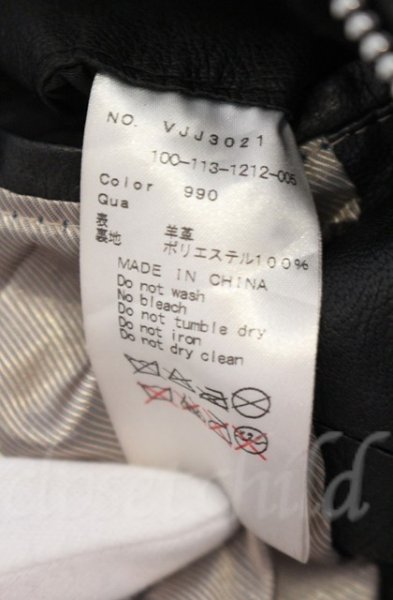 NO. VJJ3021
100-113-1212-005
Color 990
Qua
表 羊革
裏地 ポリエステル100%
MADE IN CHINA
Do not wash
No bleach
Do not tumble dry
Do not iron
Do not dry clean
closet child